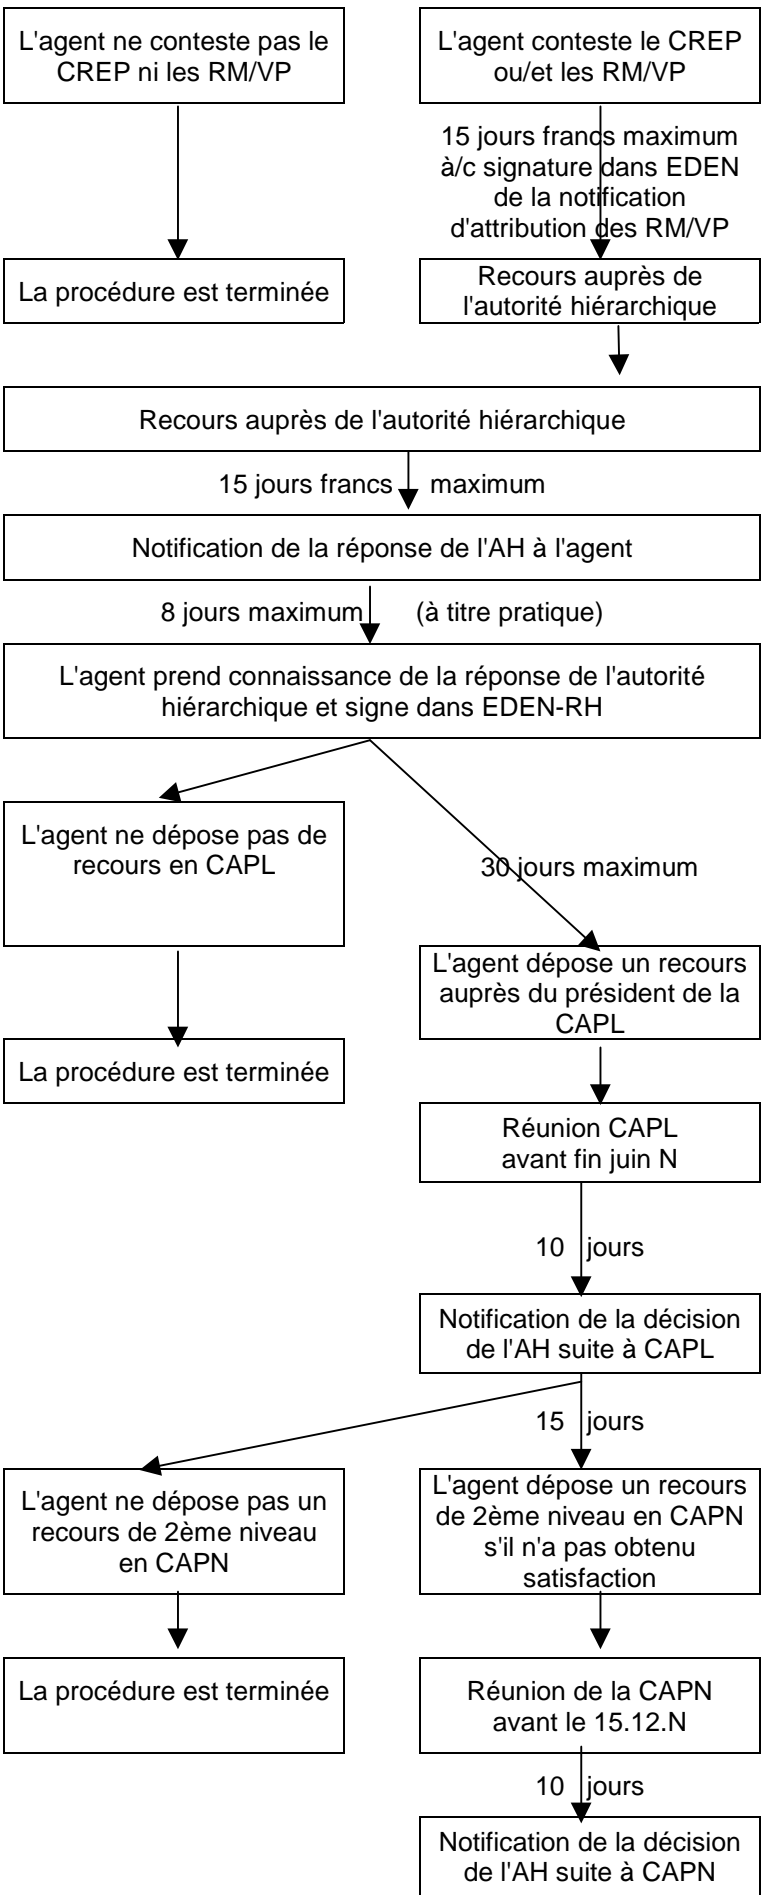 L'agent ne conteste pas le
CREP ni les RM/VP
L'agent conteste le CREP
ou/et les RM/VP
15 jours francs maximum
à/c signature dans EDEN
de la notification
d'attribution des RM/VP
La procédure est terminée
Recours auprès de
l'autorité hiérarchique
Recours auprès de l'autorité hiérarchique
15 jours francs maximum
Notification de la réponse de l'AH à l'agent
8 jours maximum (à titre pratique)
L'agent prend connaissance de la réponse de l'autorité
hiérarchique et signe dans EDEN-RH
L'agent ne dépose pas de
recours en CAPL
30 jours maximum
L'agent dépose un recours
auprès du président de la
CAPL
La procédure est terminée
Réunion CAPL
avant fin juin N
10 jours
Notification de la décision
de l'AH suite à CAPL
15 jours
L'agent ne dépose pas un
recours de 2ème niveau
en CAPN
L'agent dépose un recours
de 2ème niveau en CAPN
s'il n'a pas obtenu
satisfaction
La procédure est terminée
Réunion de la CAPN
avant le 15.12.N
10 jours
Notification de la décision
de l'AH suite à CAPN